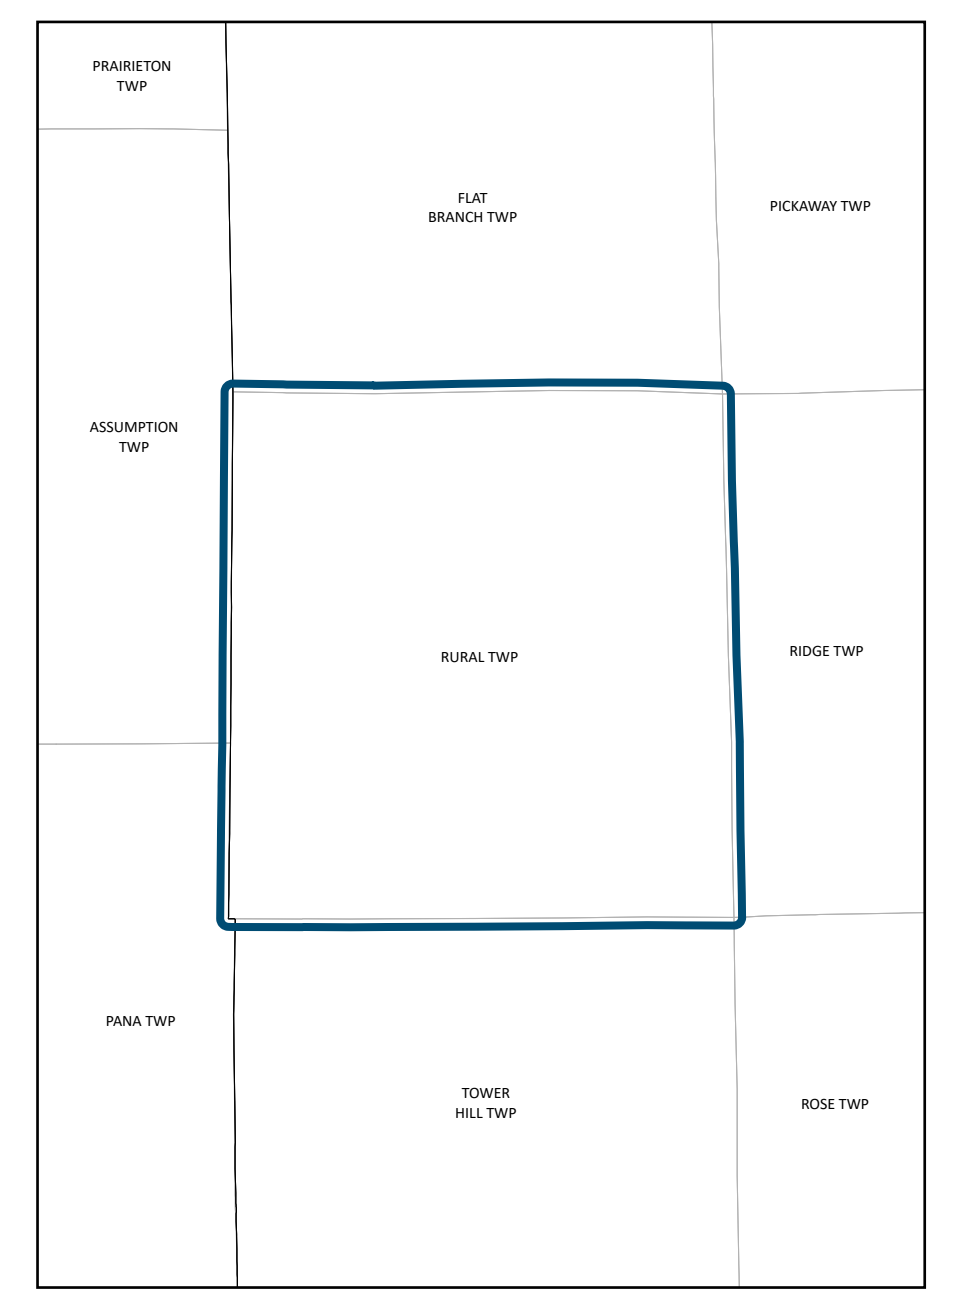 PRAIRIETON
TWP
FLAT
BRANCH TWP
PICKAWAY TWP
ASSUMPTION
TWP
RURAL TWP
RIDGE TWP
PANA TWP
TOWER
HILL TWP
ROSE TWP